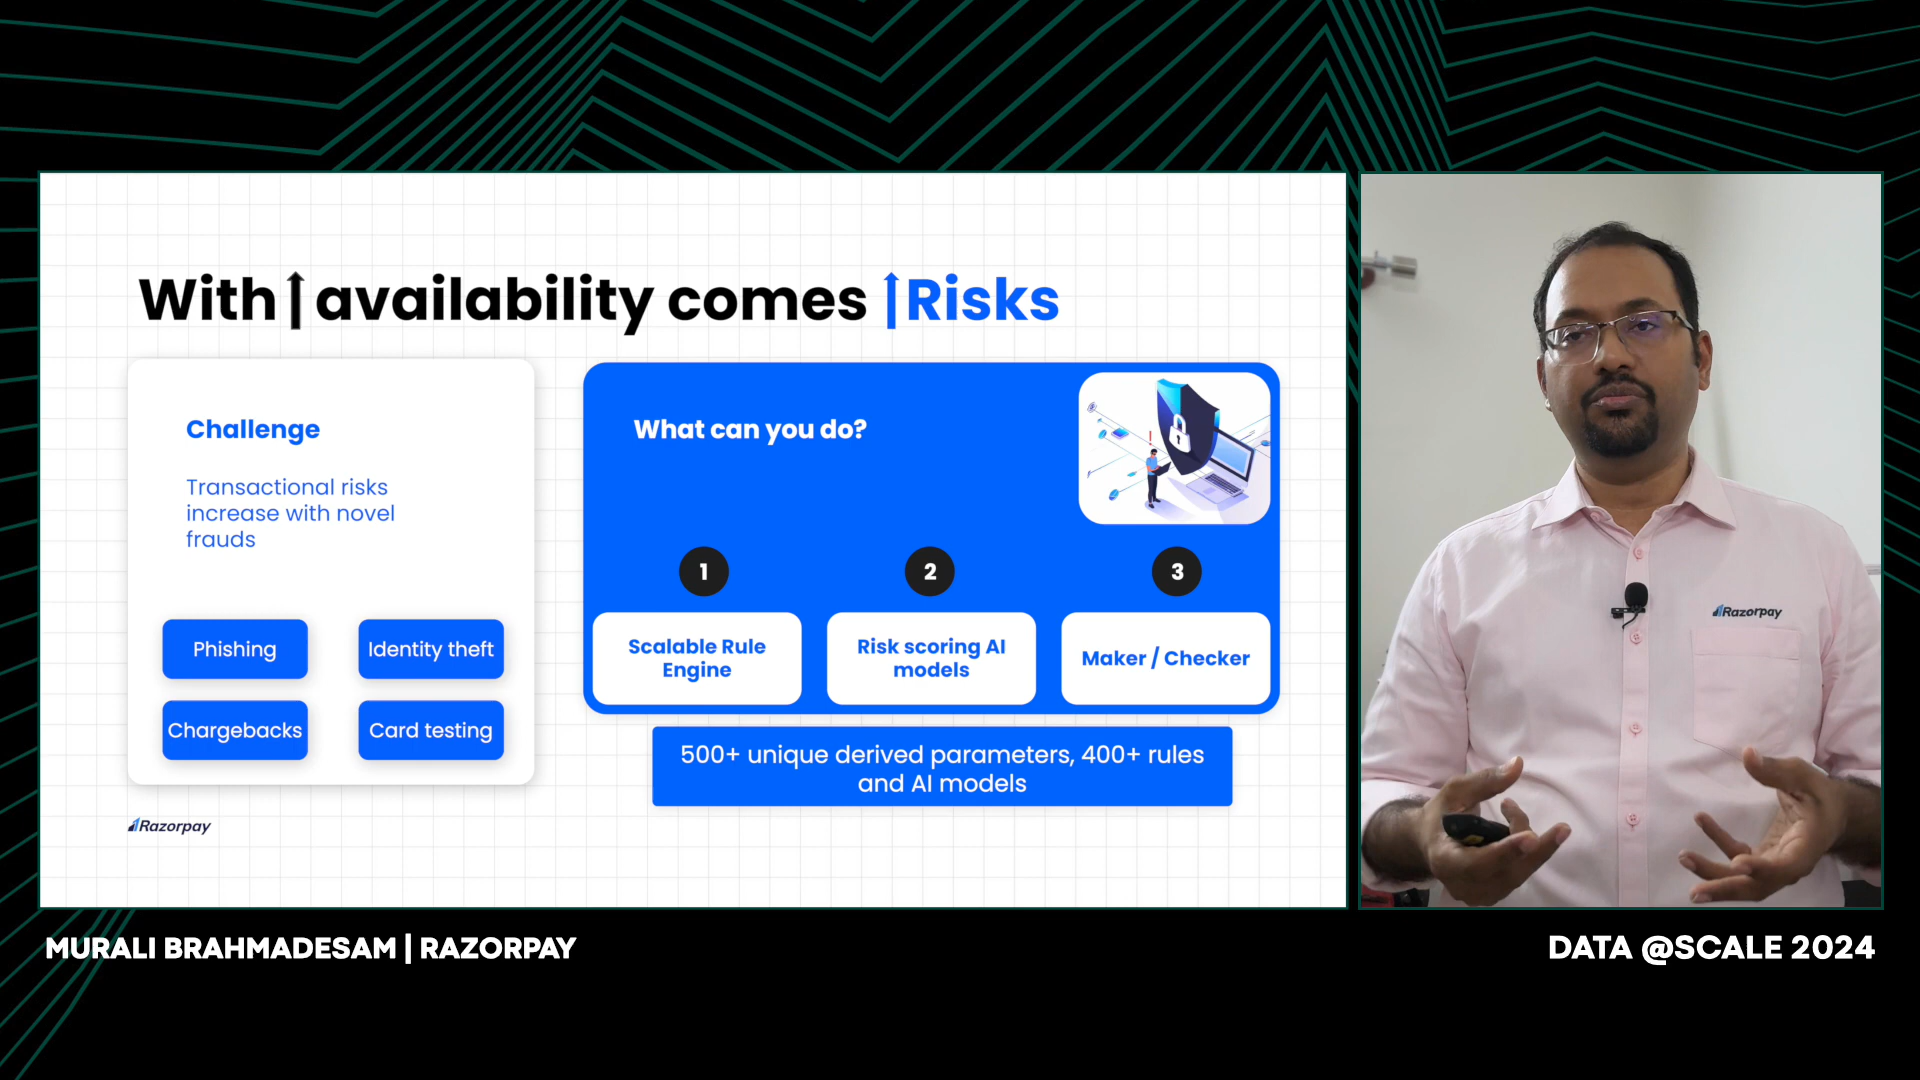 With ↑ availability comes ↑ Risks
Challenge
Transactional risks
increase with novel
frauds
Phishing
Identity theft
Chargebacks
Card testing
What can you do?
1
2
3
Scalable Rule
Engine
Risk scoring AI
models
Maker / Checker
500+ unique derived parameters, 400+ rules
and AI models
Razorpay
Razorpay
MURALI BRAHMADESAM | RAZORPAY
DATA @SCALE 2024